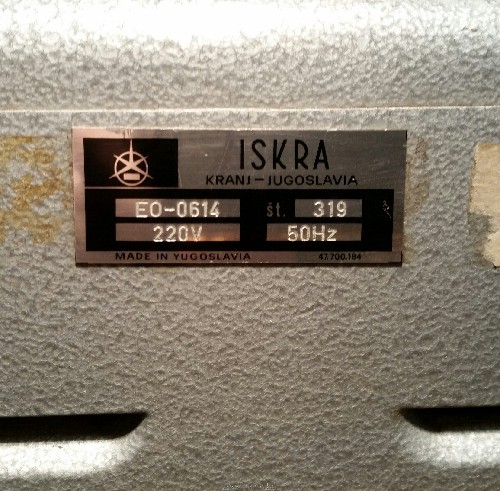 ISKRA
KRANJ-JUGOSLAVIA
EO-0614 št. 319
220V 50Hz
MADE IN YUGOSLAVIA 47.700.184